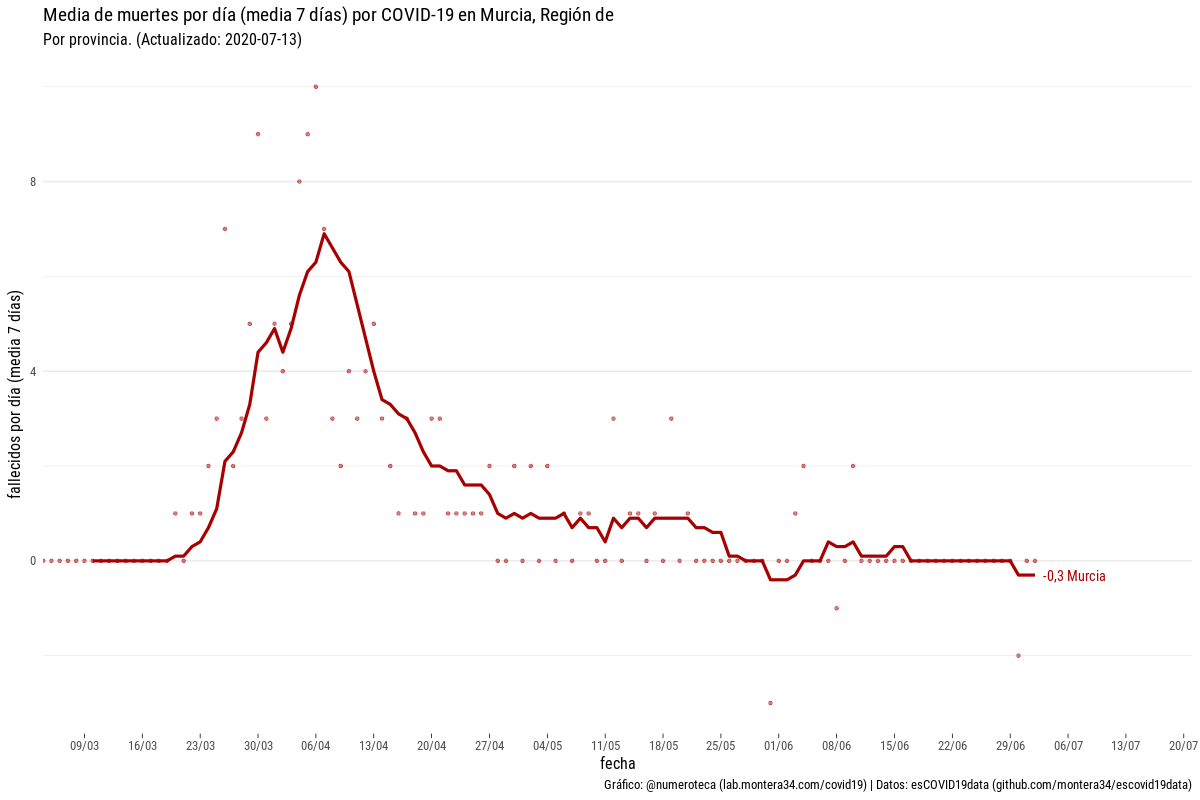 Media de muertes por día (media 7 días) por COVID-19 en Murcia, Región de
Por provincia. (Actualizado: 2020-07-13)
fallecidos por día (media 7 días)
8
4
0
-0,3 Murcia
09/03 16/03 23/03 30/03 06/04 13/04 20/04 27/04 04/05 11/05 18/05 25/05 01/06 08/06 15/06 22/06 29/06 06/07 13/07 20/07
fecha
Gráfico: @numeroteca (lab.montera34.com/covid19) | Datos: esCOVID19data (github.com/montera34/escovid19data)